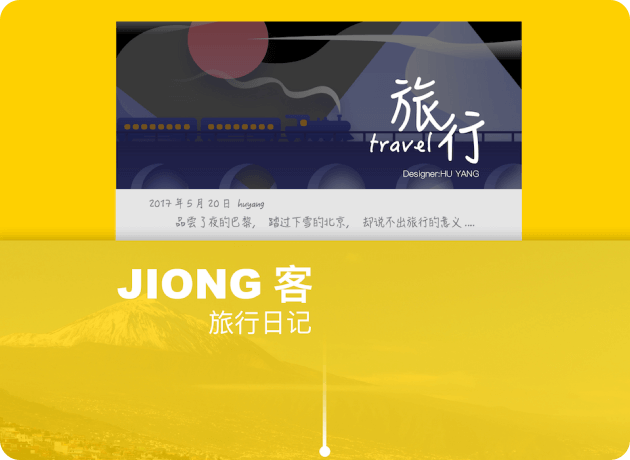 旅行
travel
Designer:HU YANG
2017 年 5 月 20 日 huyang
品尝了夜的巴黎， 踏过下雪的北京， 却说不出旅行的意义 ....
JIONG 客
旅行日记